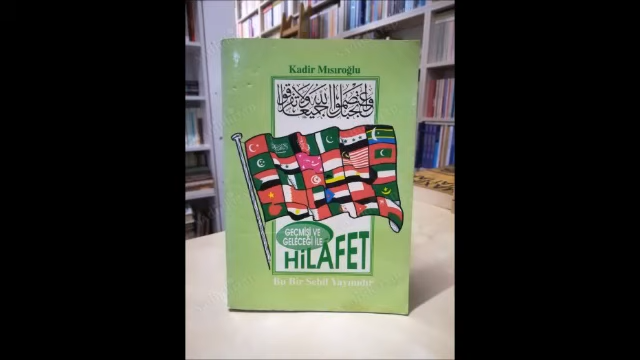 Kadir Mısıroğlu
واعتصموا بحبل الله جميعا ولا تفرقوا
GEÇMİŞİ VE
GELECEĞİ İLE
HİLAFET
Bu Bir Sebil Yayınıdır